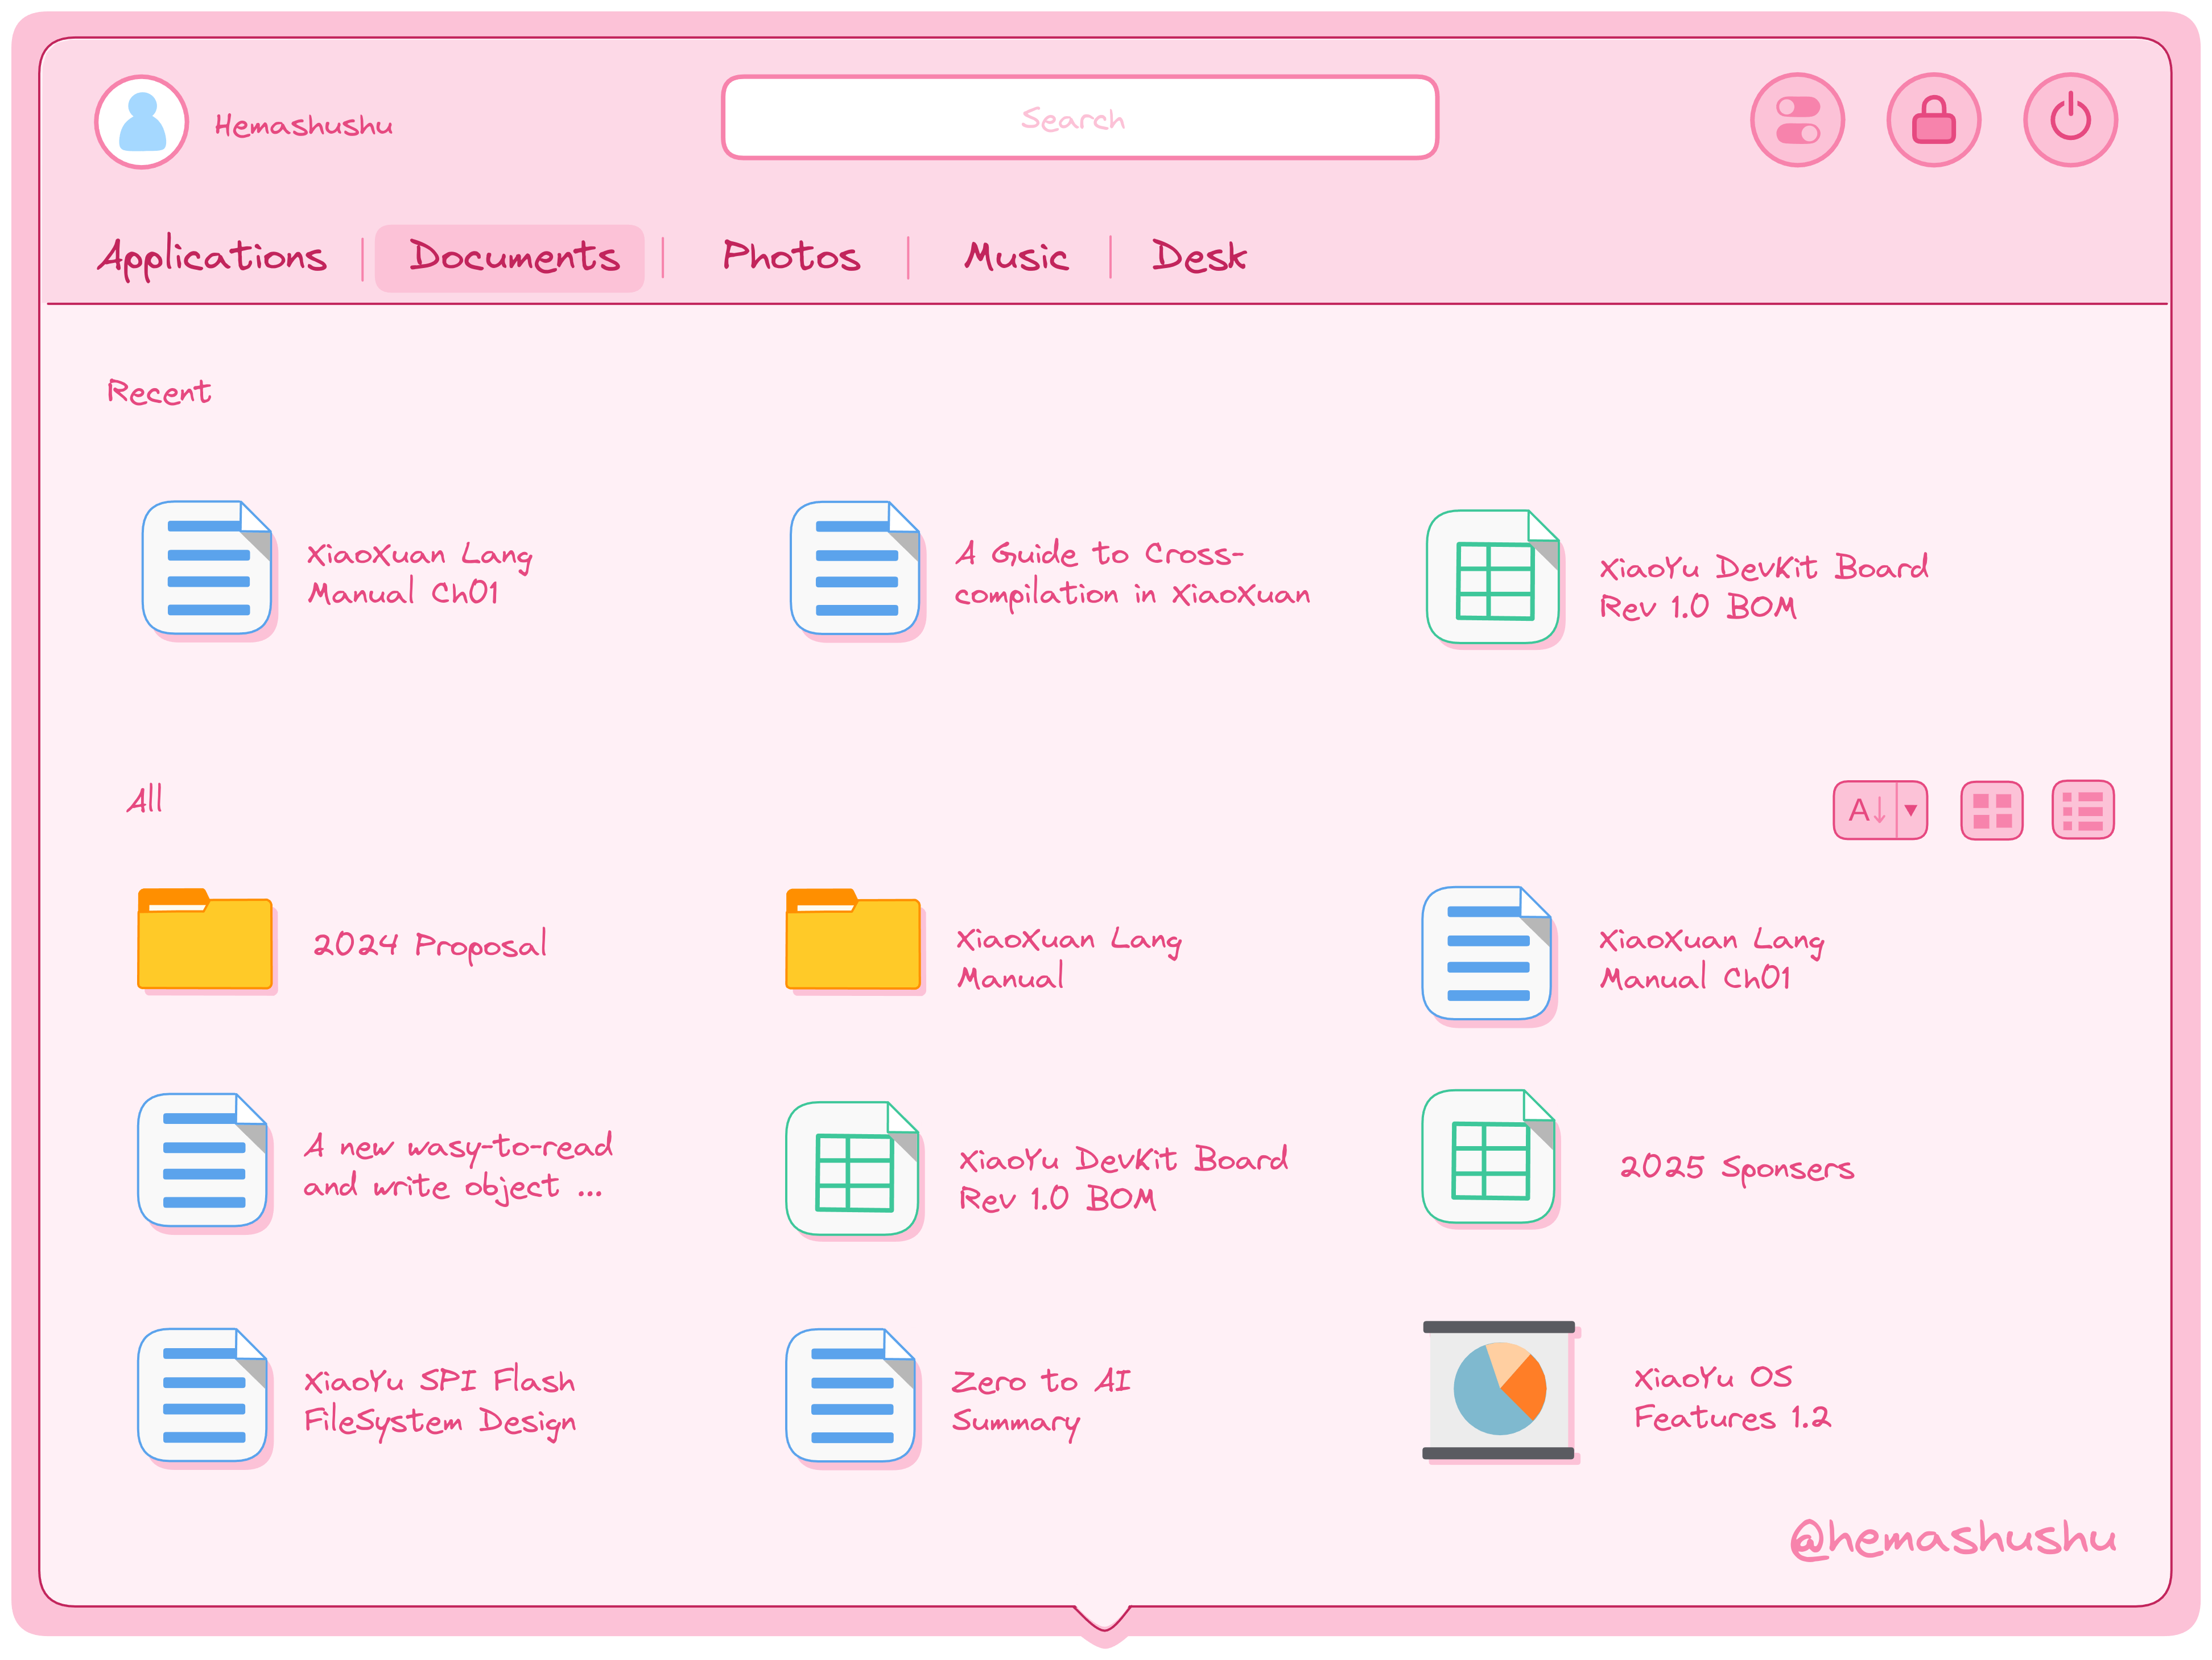 Hemashushu
Search
Applications
Documents
Photos
Music
Desk
Recent
XiaoXuan Lang
Manual Ch01
A Guide to Cross-
compilation in XiaoXuan
XiaoYu DevKit Board
Rev 1.0 BOM
All
A
2024 Proposal
XiaoXuan Lang
Manual
XiaoXuan Lang
Manual Ch01
A new wasy-to-read
and write object ...
XiaoYu DevKit Board
Rev 1.0 BOM
2025 Sponsers
XiaoYu SPI Flash
FileSystem Design
Zero to AI
Summary
XiaoYu OS
Features 1.2
@hemashushu